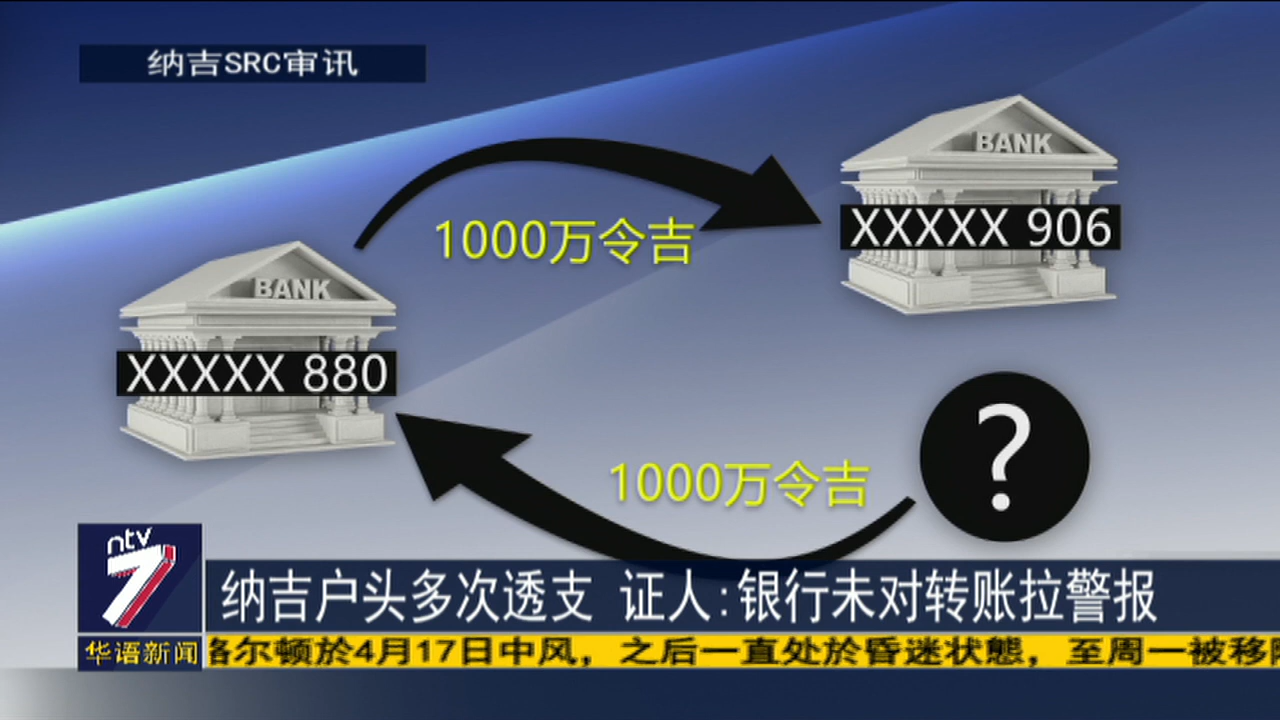 纳吉SRC审讯
BANK
XXXXX 906
1000万令吉
BANK
XXXXX 880
?
1000万令吉
ntv
7
纳吉户头多次透支 证人:银行未对转账拉警报
华语新闻
洛尔顿於4月17日中风，之后一直处於昏迷状態，至周一被移